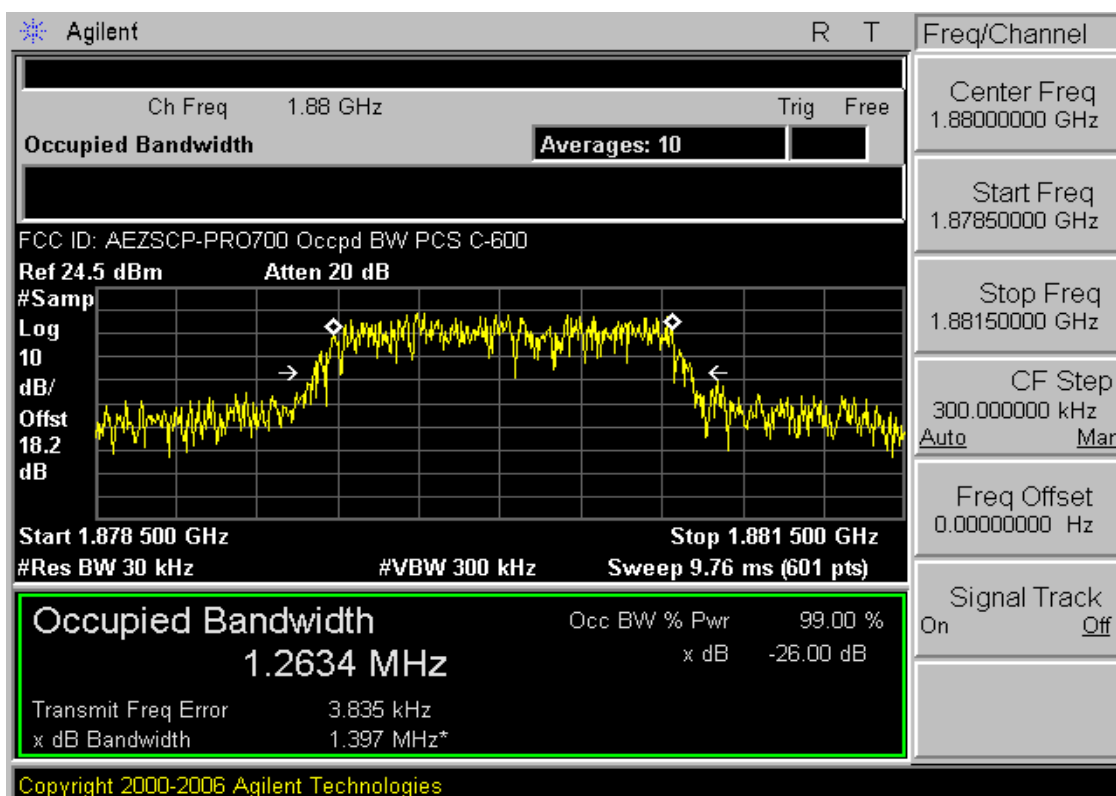 Agilent R T Freq/Channel
Ch Freq 1.88 GHz Trig Free
Occupied Bandwidth Averages: 10
Center Freq
1.88000000 GHz
Start Freq
1.87850000 GHz
FCC ID: AEZSCP-PRO700 Occpd BW PCS C-600
Ref 24.5 dBm Atten 20 dB
#Samp
Log
10
dB/
Offst
18.2
dB
Stop Freq
1.88150000 GHz
CF Step
300.000000 kHz
Auto Man
Freq Offset
0.00000000 Hz
Start 1.878 500 GHz Stop 1.881 500 GHz
#Res BW 30 kHz #VBW 300 kHz Sweep 9.76 ms (601 pts)
Signal Track
On Off
Occupied Bandwidth Occ BW % Pwr 99.00 %
1.2634 MHz x dB -26.00 dB
Transmit Freq Error 3.835 kHz
x dB Bandwidth 1.397 MHz*
Copyright 2000-2006 Agilent Technologies